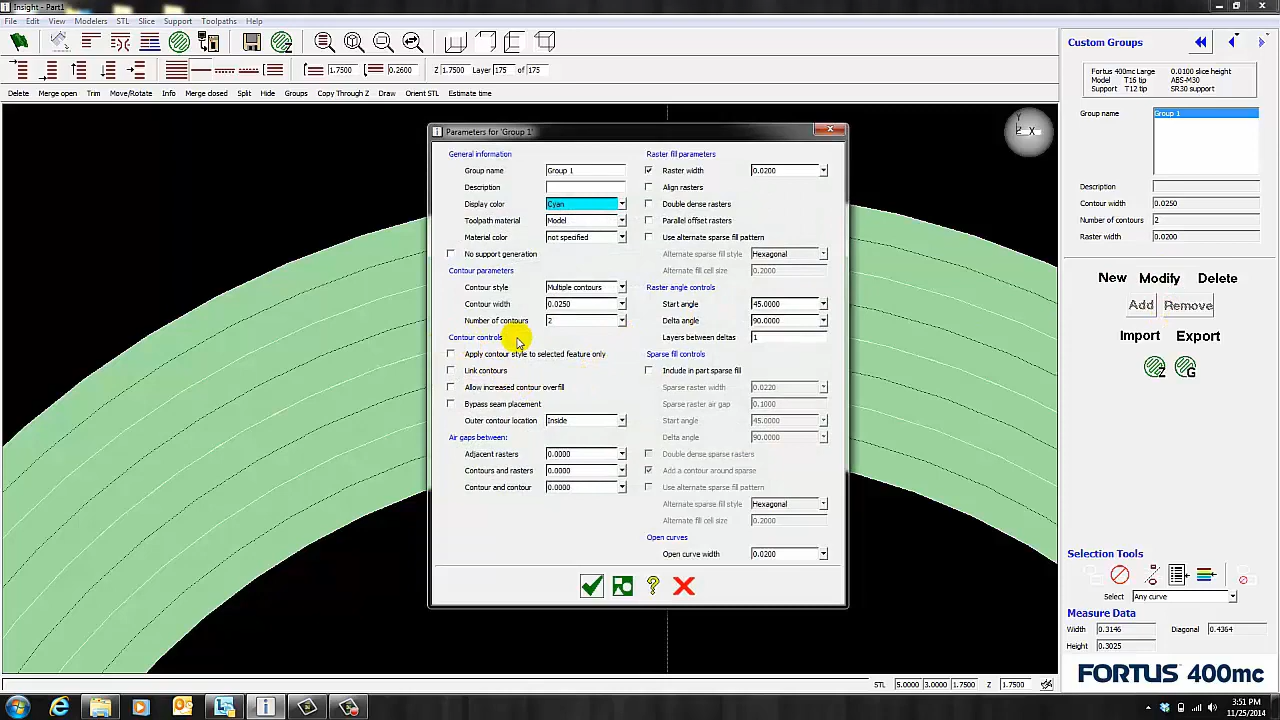 Insight - Part1
File Edit View Modelers STL Slice Support Toolpaths Help
1.7500 0.2600 Z 1.7500 Layer 175 of 175
Delete Merge open Trim Move/Rotate Info Merge closed Split Hide Groups Copy Through Z Draw Orient STL Estimate time
Y
Z X
Parameters for 'Group 1'
General information
Group name Group 1
Description
Display color Cyan
Toolpath material Model
Material color not specified
No support generation
Contour parameters
Contour style Multiple contours
Contour width 0.0250
Number of contours 2
Contour controls
Apply contour style to selected feature only
Link contours
Allow increased contour overfill
Bypass seam placement
Outer contour location Inside
Air gaps between:
Adjacent rasters 0.0000
Contours and rasters 0.0000
Contour and contour 0.0000
Raster fill parameters
Raster width 0.0200
Align rasters
Double dense rasters
Parallel offset rasters
Use alternate sparse fill pattern
Alternate sparse fill style Hexagonal
Alternate fill cell size 0.2000
Raster angle controls
Start angle 45.0000
Delta angle 90.0000
Layers between deltas 1
Sparse fill controls
Include in part sparse fill
Sparse raster width 0.0220
Sparse raster air gap 0.1000
Start angle 45.0000
Delta angle 90.0000
Double dense sparse rasters
Add a contour around sparse
Use alternate sparse fill pattern
Alternate sparse fill style Hexagonal
Alternate fill cell size 0.2000
Open curves
Open curve width 0.0200
Custom Groups
Fortus 400mc Large 0.0100 slice height
Model T16 tip ABS-M30
Support T12 tip SR30 support
Group name Group 1
Description
Contour width 0.0250
Number of contours 2
Raster width 0.0200
New Modify Delete
Add Remove
Import Export
Z G
Selection Tools
Select Any curve
Measure Data
Width 0.3146 Diagonal 0.4364
Height 0.3025
FORTUS 400mc
STL 5.0000 3.0000 1.7500 Z 1.7500
3:51 PM
11/25/2014